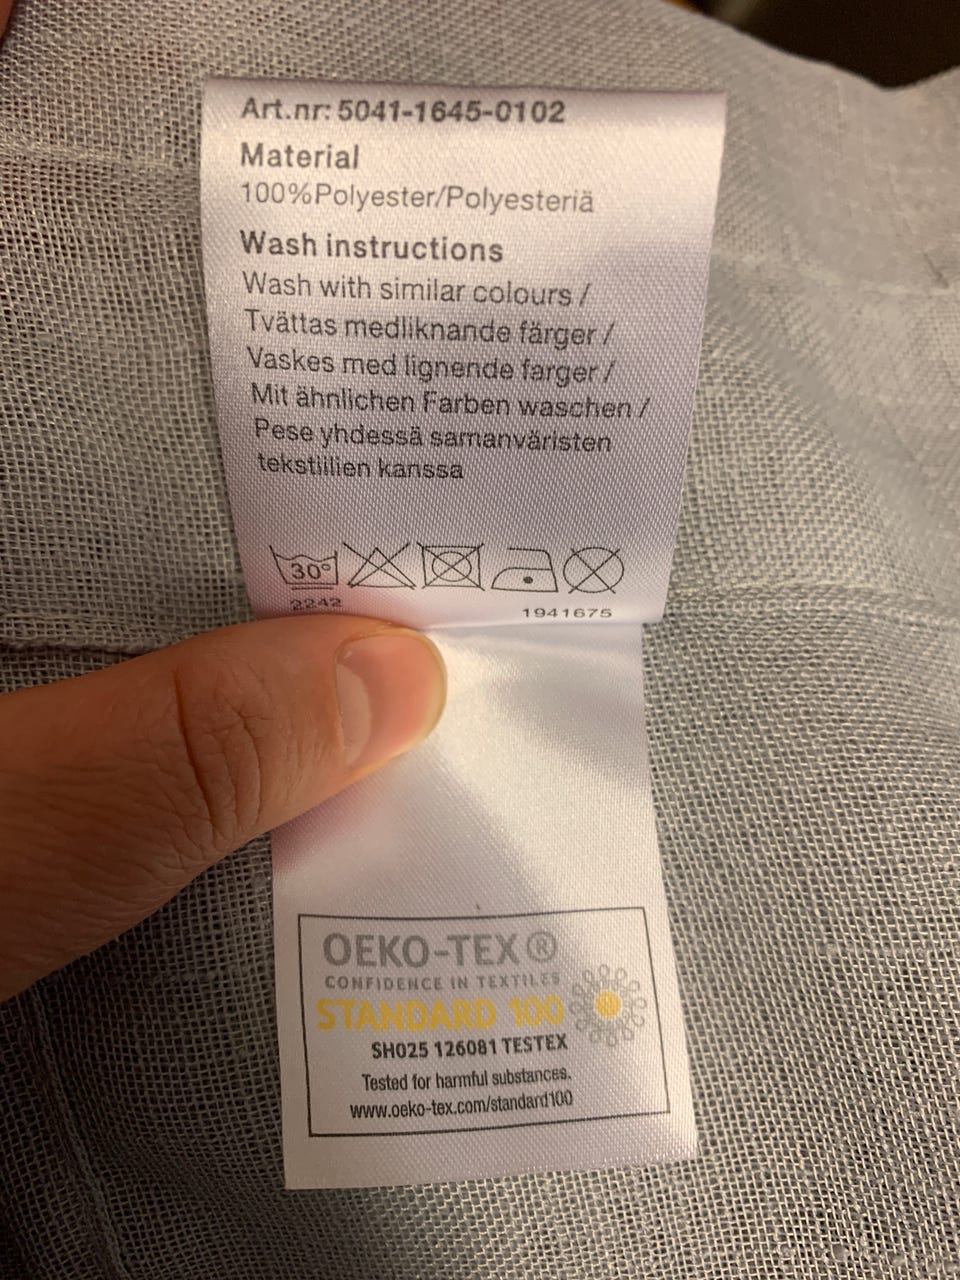 Art.nr: 5041-1645-0102
Material
100%Polyester/Polyesteriä
Wash instructions
Wash with similar colours /
Tvättas medliknande färger /
Vaskes med lignende farger /
Mit ähnlichen Farben waschen /
Pese yhdessä samanväristen
tekstiilien kanssa
30°
2242
1941675
OEKO-TEX®
CONFIDENCE IN TEXTILES
STANDARD 100
SH025 126081 TESTEX
Tested for harmful substances.
www.oeko-tex.com/standard100